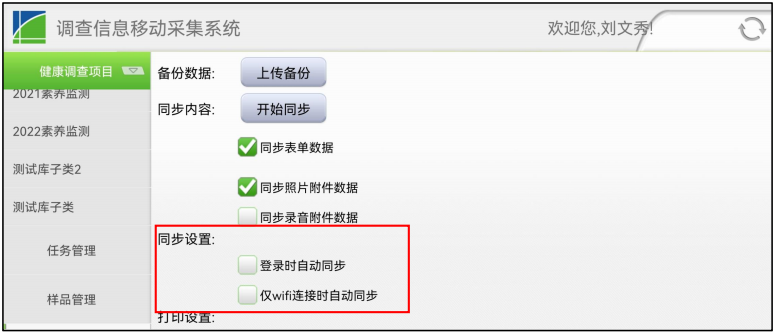 调查信息移动采集系统
欢迎您,刘文秀!
健康调查项目
2021素养监测
2022素养监测
测试库子类2
测试库子类
任务管理
样品管理
备份数据: 上传备份
同步内容: 开始同步
同步表单数据
同步照片附件数据
同步录音附件数据
同步设置:
登录时自动同步
仅wifi连接时自动同步
打印设置: